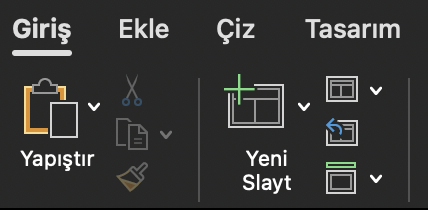 Giriş Ekle Çiz Tasarım
Yapıştır
Yeni
Slayt